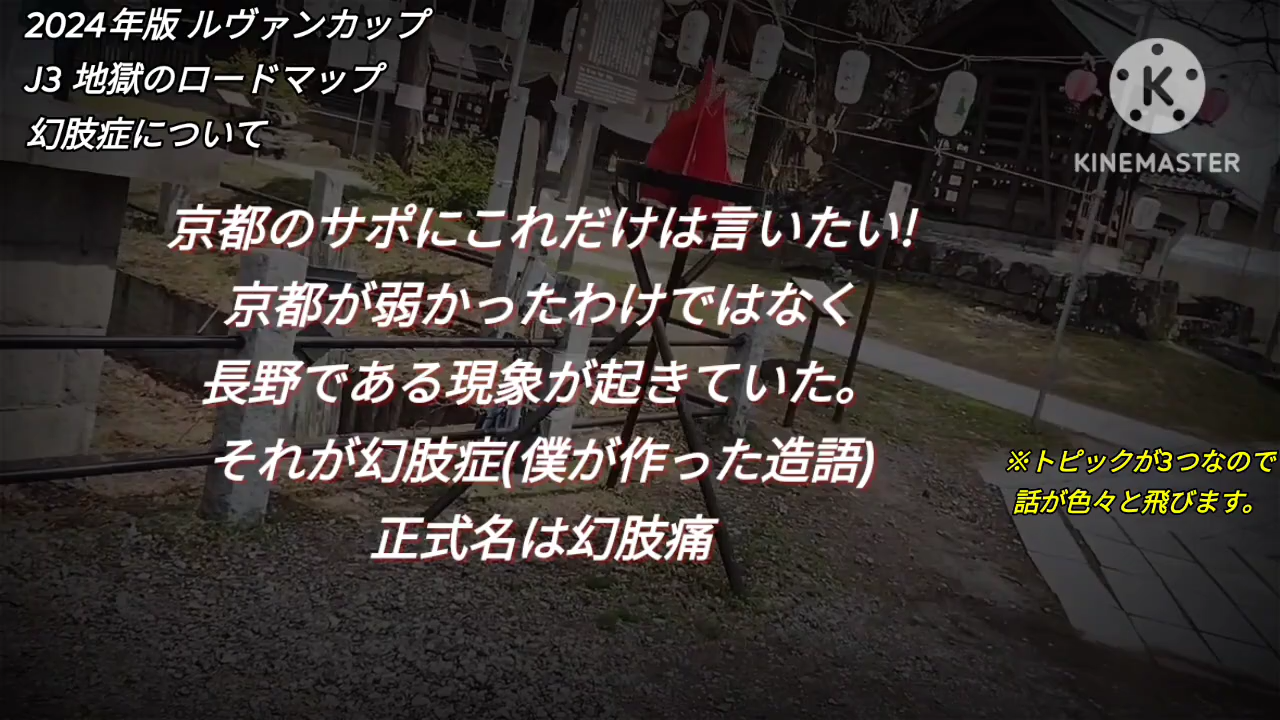 2024年版 ルヴァンカップ
J3 地獄のロードマップ
幻肢症について
K
KINEMASTER
京都のサポにこれだけは言いたい!
京都が弱かったわけではなく
長野である現象が起きていた。
それが幻肢症(僕が作った造語)
正式名は幻肢痛
※トピックが3つなので
話が色々と飛びます。